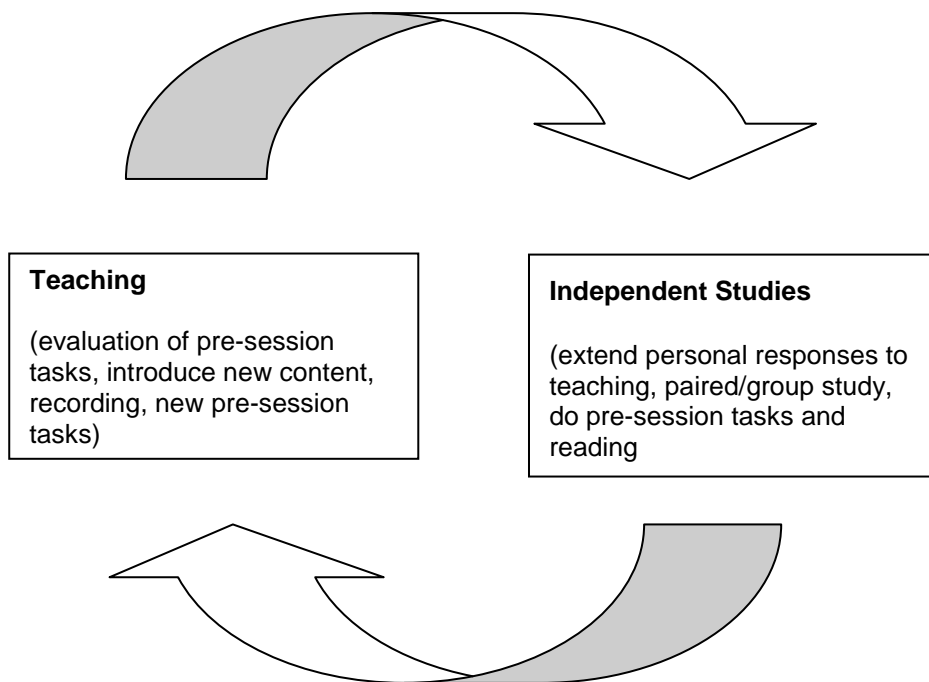 Teaching
(evaluation of pre-session
tasks, introduce new content,
recording, new pre-session
tasks)
Independent Studies
(extend personal responses to
teaching, paired/group study,
do pre-session tasks and
reading